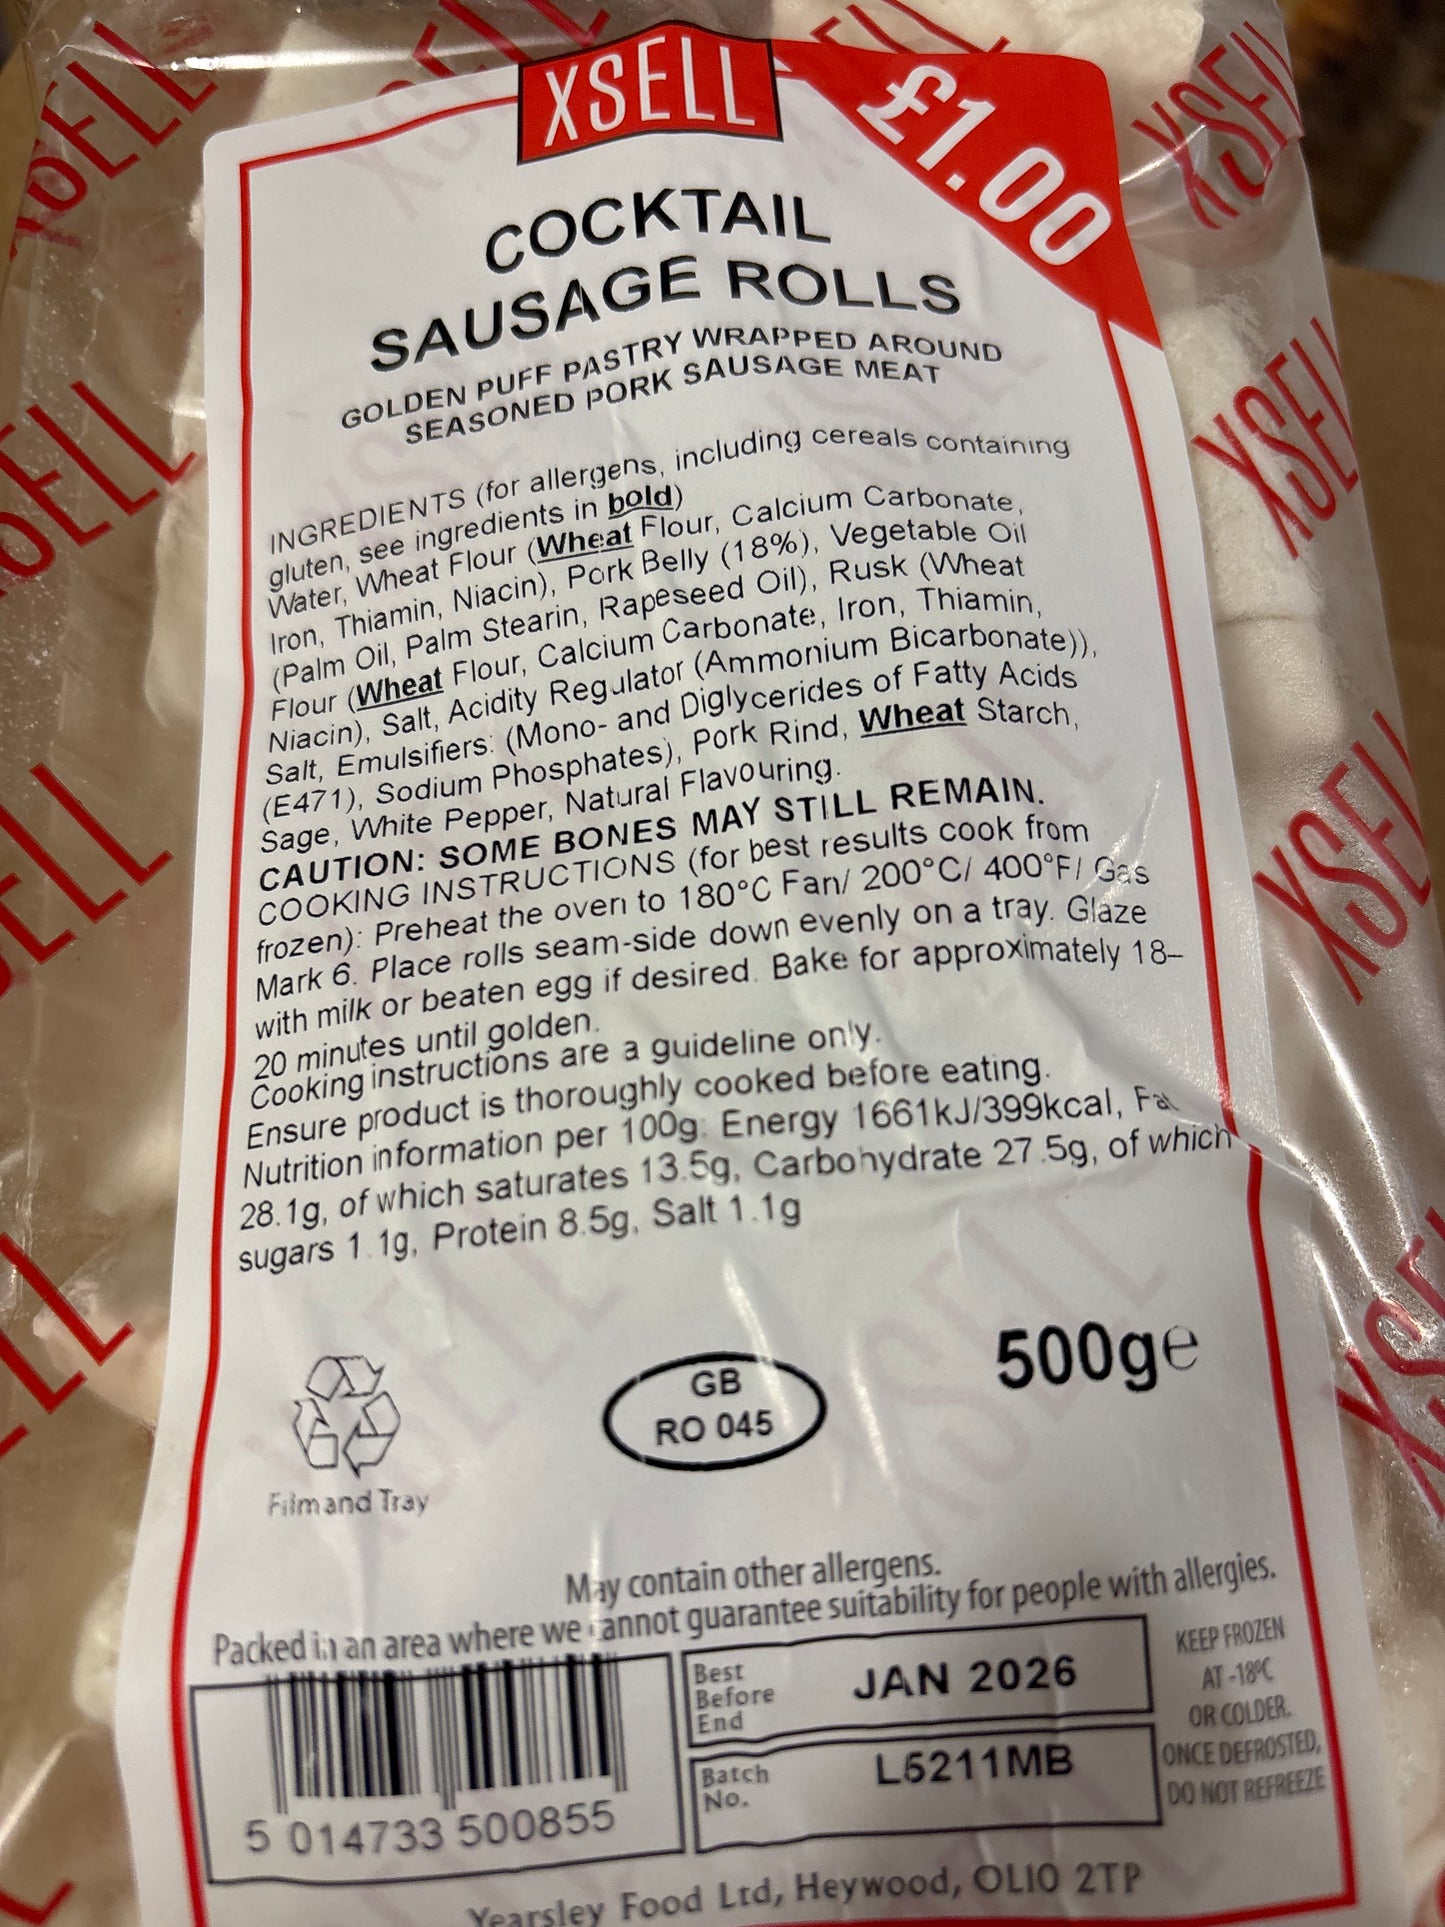 XSELL
£1.00
COCKTAIL
SAUSAGE ROLLS
GOLDEN PUFF PASTRY WRAPPED AROUND
SEASONED PORK SAUSAGE MEAT
INGREDIENTS (for allergens, including cereals containing
gluten, see ingredients in bold)
Water, Wheat Flour (Wheat Flour, Calcium Carbonate,
Iron, Thiamin, Niacin), Pork Belly (18%), Vegetable Oil
(Palm Oil, Palm Stearin, Rapeseed Oil), Rusk (Wheat
Flour (Wheat Flour, Calcium Carbonate, Iron, Thiamin,
Niacin), Salt, Acidity Regulator (Ammonium Bicarbonate)),
Salt, Emulsifiers: (Mono- and Diglycerides of Fatty Acids
(E471), Sodium Phosphates), Pork Rind, Wheat Starch,
Sage, White Pepper, Natural Flavouring.
CAUTION: SOME BONES MAY STILL REMAIN.
COOKING INSTRUCTIONS (for best results cook from
frozen): Preheat the oven to 180°C Fan/ 200°C/ 400°F/ Gas
Mark 6. Place rolls seam-side down evenly on a tray. Glaze
with milk or beaten egg if desired. Bake for approximately 18–
20 minutes until golden.
Cooking instructions are a guideline only.
Ensure product is thoroughly cooked before eating.
Nutrition information per 100g: Energy 1661kJ/399kcal, Fat
28.1g, of which saturates 13.5g, Carbohydrate 27.5g, of which
sugars 1.1g, Protein 8.5g, Salt 1.1g
500g℮
GB
RO 045
Film and Tray
May contain other allergens.
Packed in an area where we cannot guarantee suitability for people with allergies.
Best
Before
End
JAN 2026
Batch
No.
L5211MB
KEEP FROZEN
AT -18°C
OR COLDER.
ONCE DEFROSTED,
DO NOT REFREEZE
5 014733 500855
Yearsley Food Ltd, Heywood, OL10 2TP
XSELL
XSELL
XSELL